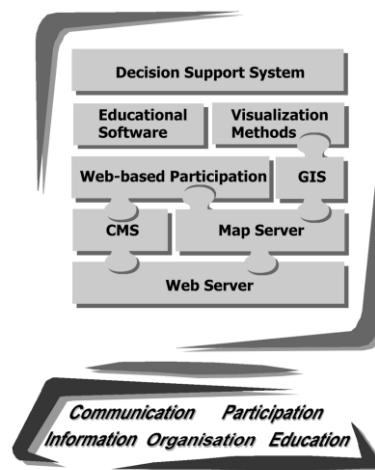 Decision Support System
Educational Software
Visualization Methods
Web-based Participation
GIS
CMS
Map Server
Web Server
Communication Participation
Information Organisation Education